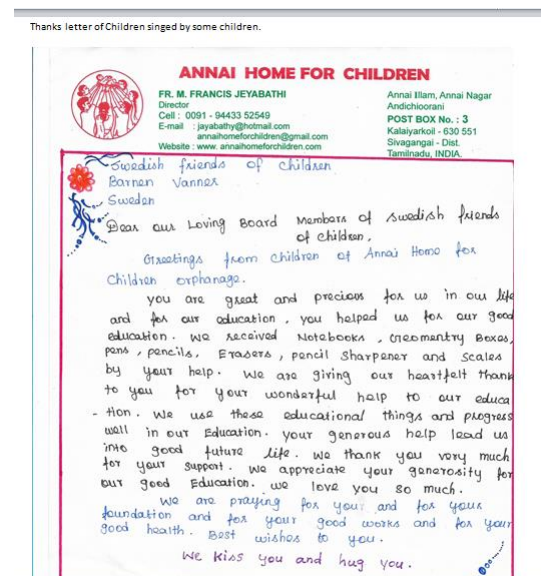 Thanks letter of Children singed by some children.
ANNAI HOME FOR CHILDREN
FR. M. FRANCIS JEYABATHI
Director
Cell : 0091 - 94433 52549
E-mail : jayabathy@hotmail.com
annaihomeforchildren@gmail.com
Website : www. annaihomeforchildren.com
Annai Illam, Annai Nagar
Andichioorani
POST BOX No. : 3
Kalaiyarkoil - 630 551
Sivagangai - Dist.
Tamilnadu, INDIA.
Swedish friends of children
Barnen Vanner
Sweden
Dear our Loving Board Members of swedish friends
of children,
Greetings from children of Annai Home for
Children orphanage.
you are great and precious for us in our life
and for our education, you helped us for our good
education. we received Notebooks, Creomentry Boxes,
pens, pencils, Erasers, pencil sharpener and scales
by your help. we are giving our heartfelt thank
to you for your wonderful help to our educa
- tion. we use these educational things and progress
well in our Education. your generous help lead us
into good future life. we thank you very much
for your support. we appreciate your generosity for
our good Education. we love you so much.
we are praying for you and for your
foundation and for your good works and for your
good health. Best wishes to you.
we kiss you and hug you.